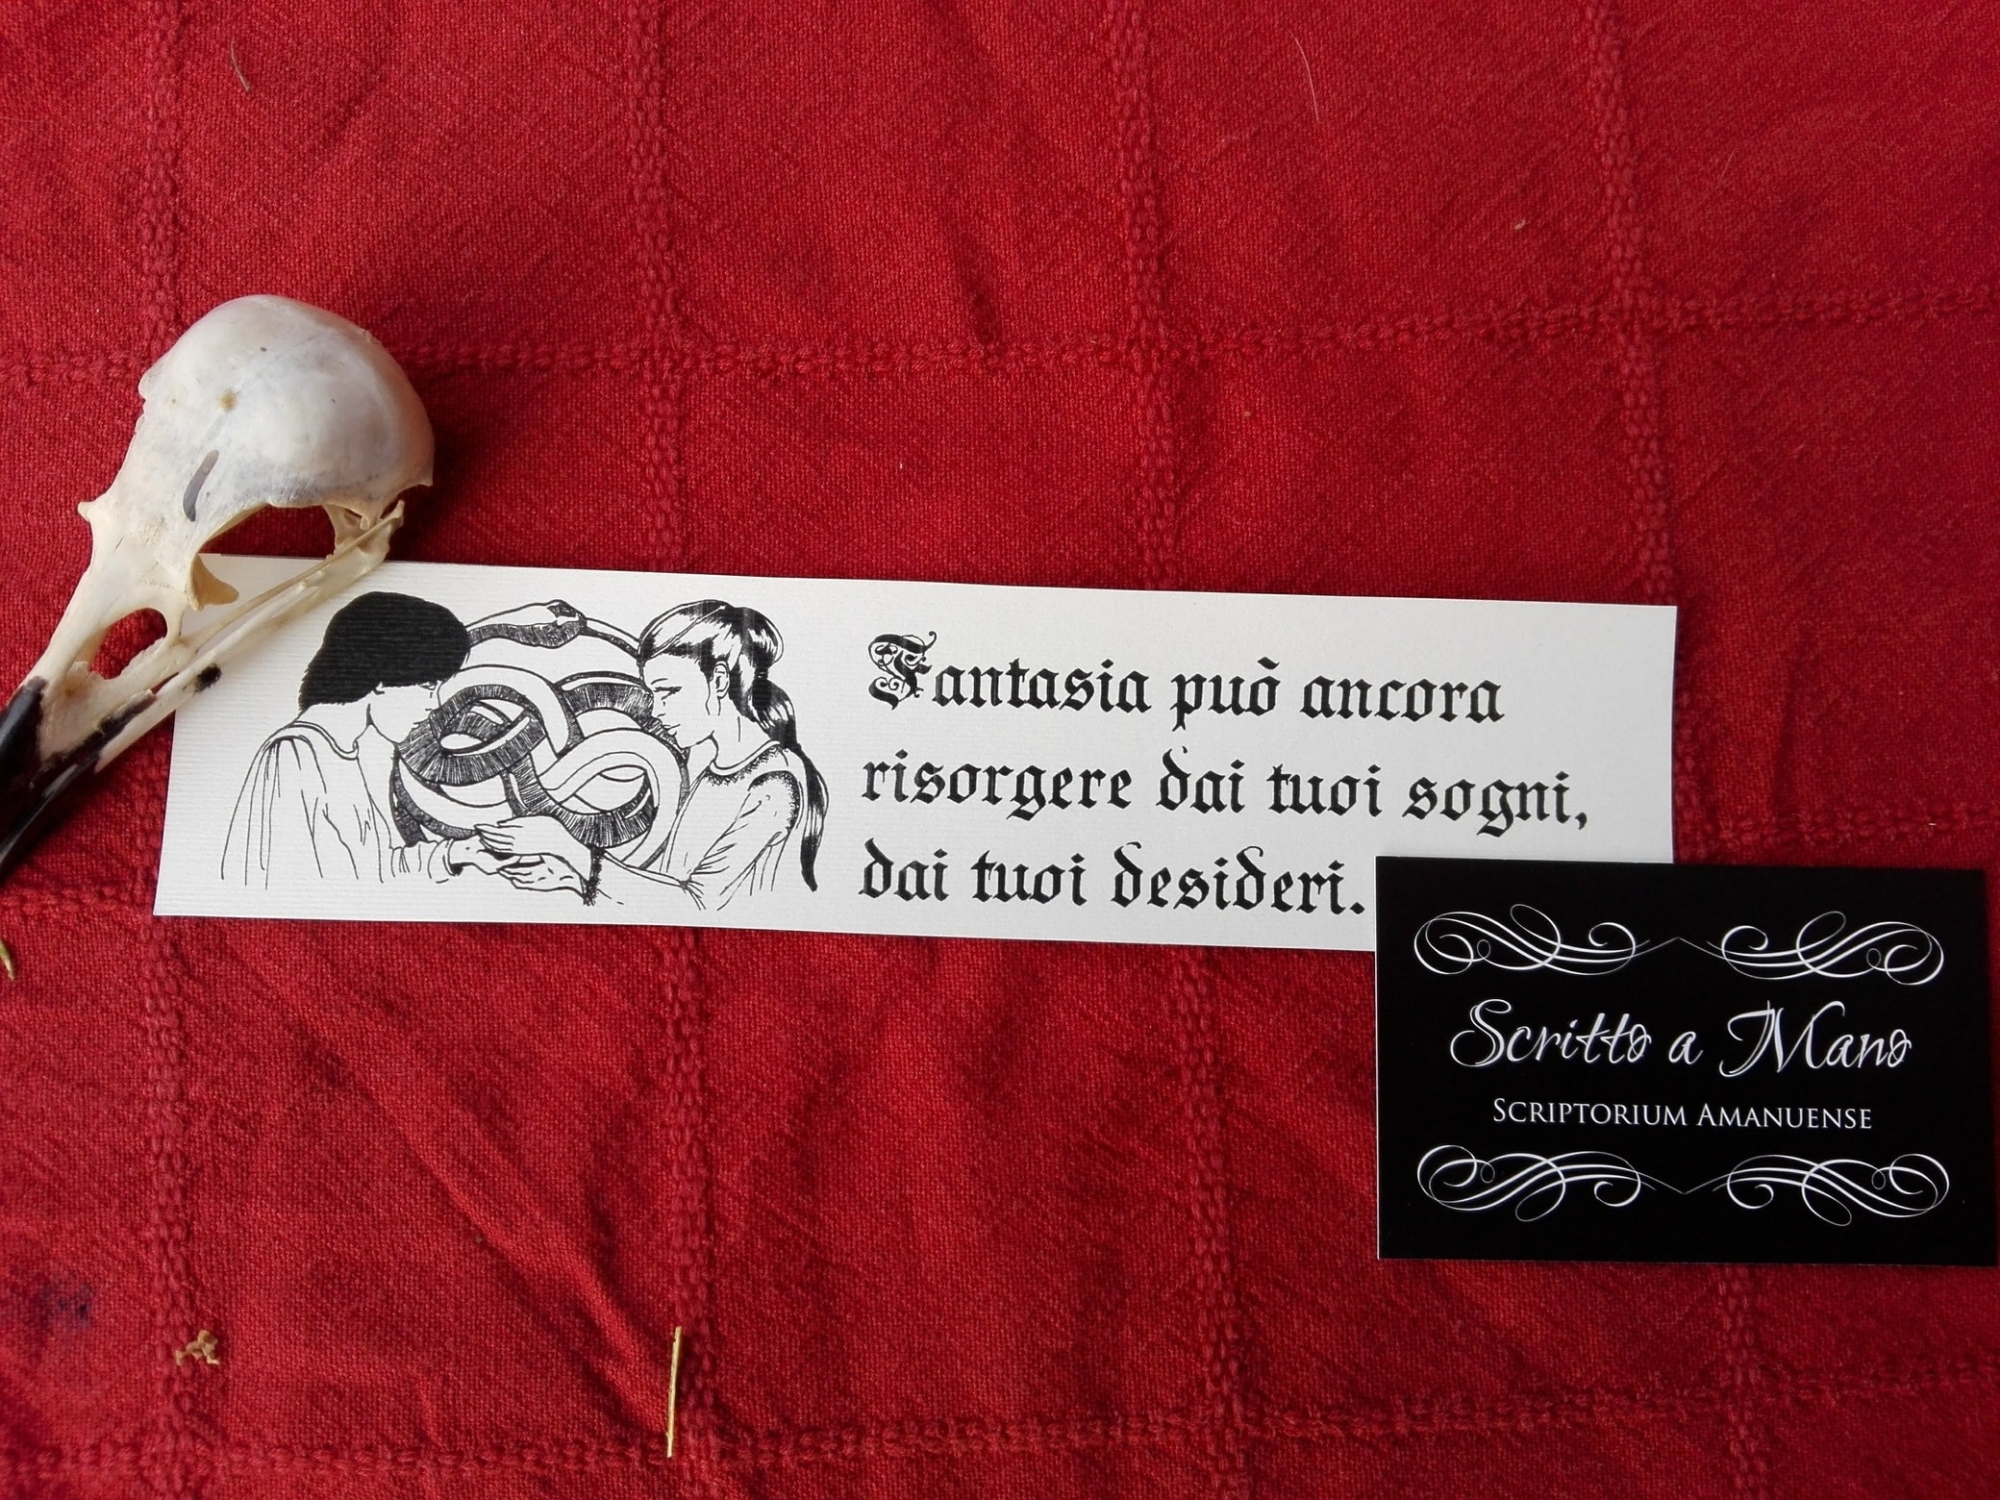 Fantasia può ancora
risorgere dai tuoi sogni,
dai tuoi desideri.
Scritto a Mano
SCRIPTORIUM AMANUENSE